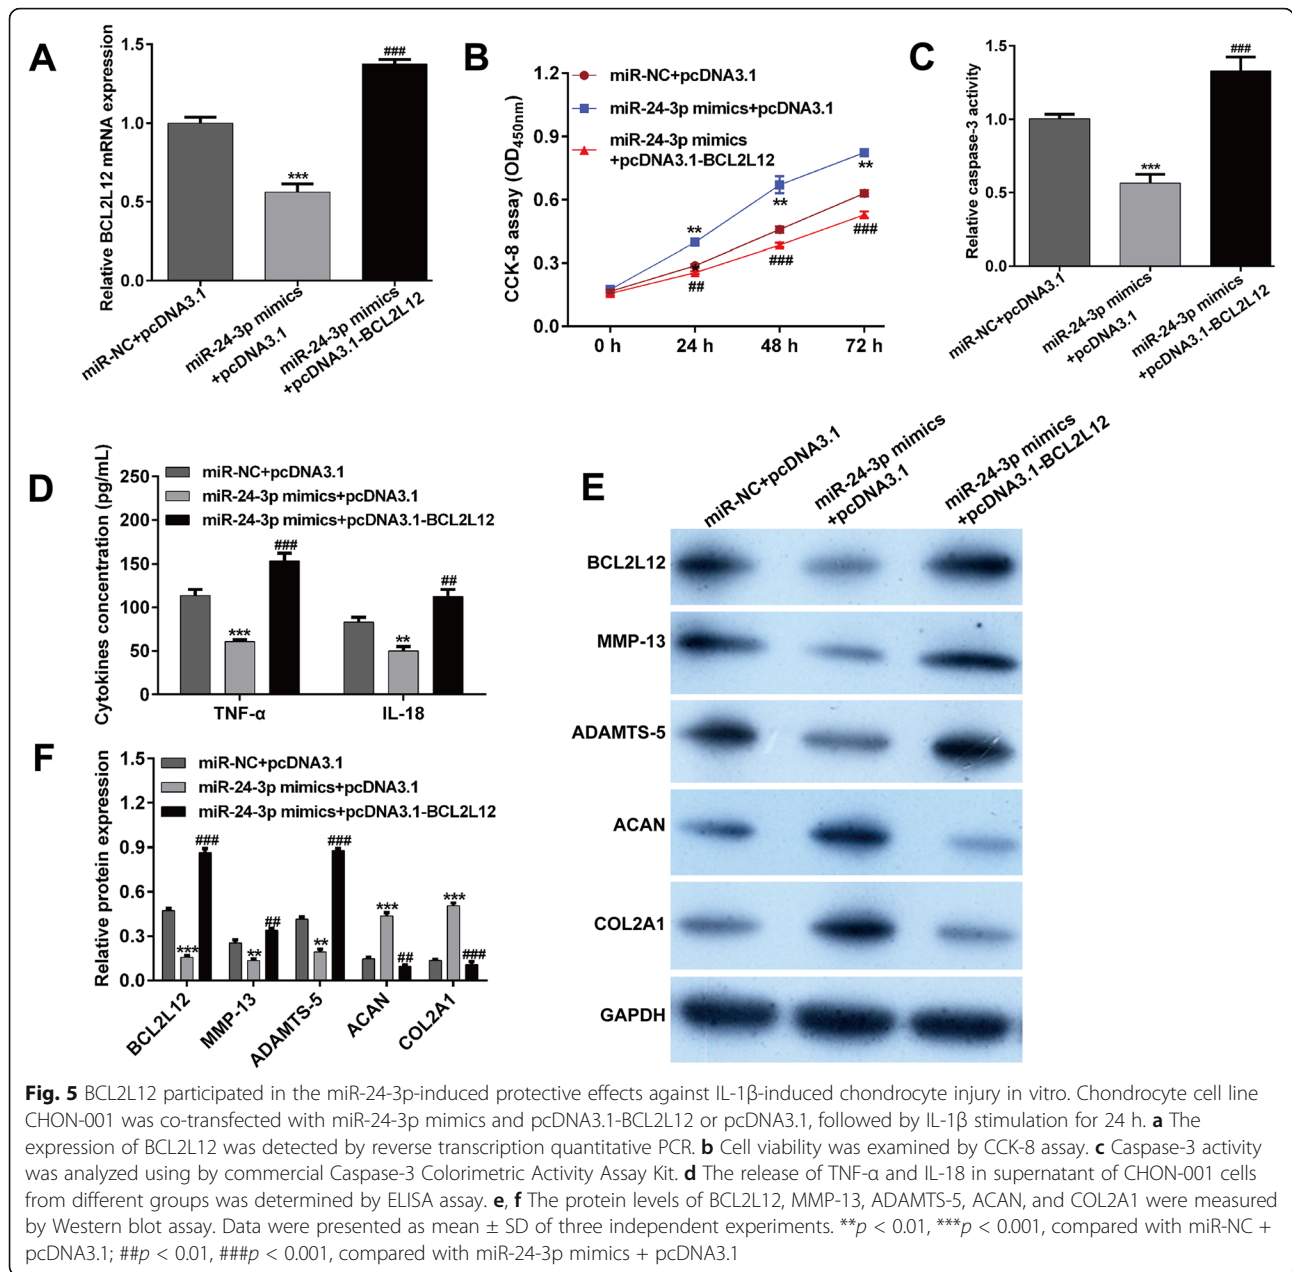 A
Relative BCL2L12 mRNA expression
1.5
1.0
0.5
0.0
***
###
miR-NC+pcDNA3.1
miR-24-3p mimics
+pcDNA3.1
miR-24-3p mimics
+pcDNA3.1-BCL2L12
B
CCK-8 assay (OD450nm)
1.2
0.9
0.6
0.3
0.0
miR-NC+pcDNA3.1
miR-24-3p mimics+pcDNA3.1
miR-24-3p mimics
+pcDNA3.1-BCL2L12
**
**
**
*
##
###
###
0 h
24 h
48 h
72 h
C
Relative caspase-3 activity
1.5
1.0
0.5
0.0
***
###
miR-NC+pcDNA3.1
miR-24-3p mimics
+pcDNA3.1
miR-24-3p mimics
+pcDNA3.1-BCL2L12
D
Cytokines concentration (pg/mL)
250
200
150
100
50
0
miR-NC+pcDNA3.1
miR-24-3p mimics+pcDNA3.1
miR-24-3p mimics+pcDNA3.1-BCL2L12
***
###
**
##
TNF-α
IL-18
E
miR-NC+pcDNA3.1
miR-24-3p mimics
+pcDNA3.1
miR-24-3p mimics
+pcDNA3.1-BCL2L12
BCL2L12
MMP-13
ADAMTS-5
ACAN
COL2A1
GAPDH
F
Relative protein expression
1.5
1.2
0.9
0.6
0.3
0.0
miR-NC+pcDNA3.1
miR-24-3p mimics+pcDNA3.1
miR-24-3p mimics+pcDNA3.1-BCL2L12
***
###
**
##
**
###
***
##
***
###
BCL2L12
MMP-13
ADAMTS-5
ACAN
COL2A1
Fig. 5 BCL2L12 participated in the miR-24-3p-induced protective effects against IL-1β-induced chondrocyte injury in vitro. Chondrocyte cell line
CHON-001 was co-transfected with miR-24-3p mimics and pcDNA3.1-BCL2L12 or pcDNA3.1, followed by IL-1β stimulation for 24 h. a The
expression of BCL2L12 was detected by reverse transcription quantitative PCR. b Cell viability was examined by CCK-8 assay. c Caspase-3 activity
was analyzed using by commercial Caspase-3 Colorimetric Activity Assay Kit. d The release of TNF-α and IL-18 in supernatant of CHON-001 cells
from different groups was determined by ELISA assay. e, f The protein levels of BCL2L12, MMP-13, ADAMTS-5, ACAN, and COL2A1 were measured
by Western blot assay. Data were presented as mean ± SD of three independent experiments. **p < 0.01, ***p < 0.001, compared with miR-NC +
pcDNA3.1; ##p < 0.01, ###p < 0.001, compared with miR-24-3p mimics + pcDNA3.1